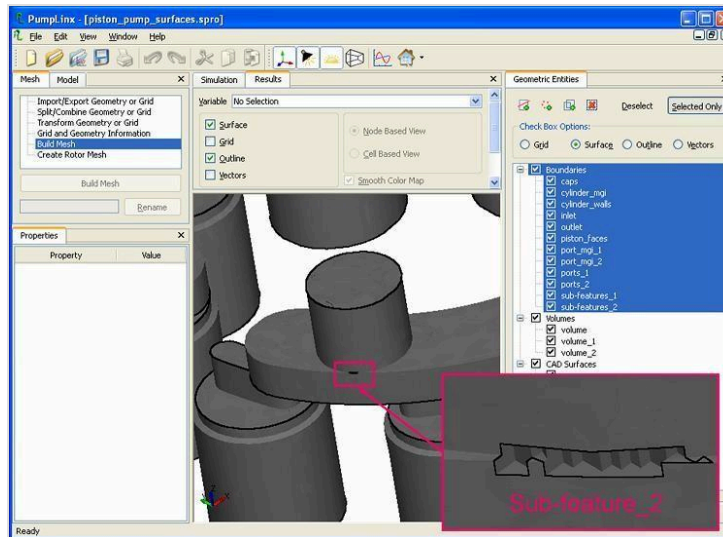 PumpLinx - [piston_pump_surfaces.spro]
File Edit View Window Help
Mesh Model
Import/Export Geometry or Grid
Split/Combine Geometry or Grid
Transform Geometry or Grid
Grid and Geometry Information
Build Mesh
Create Rotor Mesh
Build Mesh
Rename
Properties
Property Value
Simulation Results
Variable No Selection
Surface
Grid
Outline
Vectors
Node Based View
Cell Based View
Smooth Color Map
Geometric Entities
Deselect Selected Only
Check Box Options:
Grid Surface Outline Vectors
Boundaries
caps
cylinder_mgi
cylinder_walls
inlet
outlet
piston_faces
port_mgi_1
port_mgi_2
ports_1
ports_2
sub-features_1
sub-features_2
Volumes
volume
volume_1
volume_2
CAD Surfaces
Sub-feature_2
Z
X
Ready